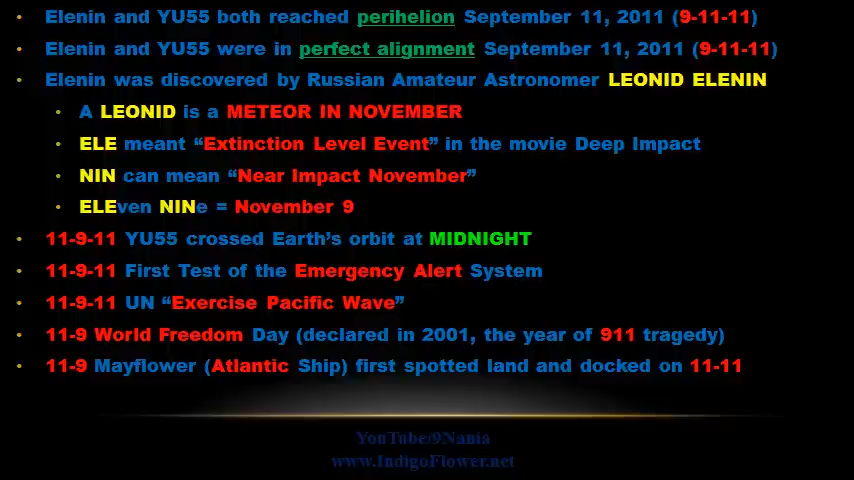 • Elenin and YU55 both reached perihelion September 11, 2011 (9-11-11)
• Elenin and YU55 were in perfect alignment September 11, 2011 (9-11-11)
• Elenin was discovered by Russian Amateur Astronomer LEONID ELENIN
• A LEONID is a METEOR IN NOVEMBER
• ELE meant “Extinction Level Event” in the movie Deep Impact
• NIN can mean “Near Impact November”
• ELEven NINe = November 9
• 11-9-11 YU55 crossed Earth’s orbit at MIDNIGHT
• 11-9-11 First Test of the Emergency Alert System
• 11-9-11 UN “Exercise Pacific Wave”
• 11-9 World Freedom Day (declared in 2001, the year of 911 tragedy)
• 11-9 Mayflower (Atlantic Ship) first spotted land and docked on 11-11
YouTube/9Nania
www.IndigoFlower.net